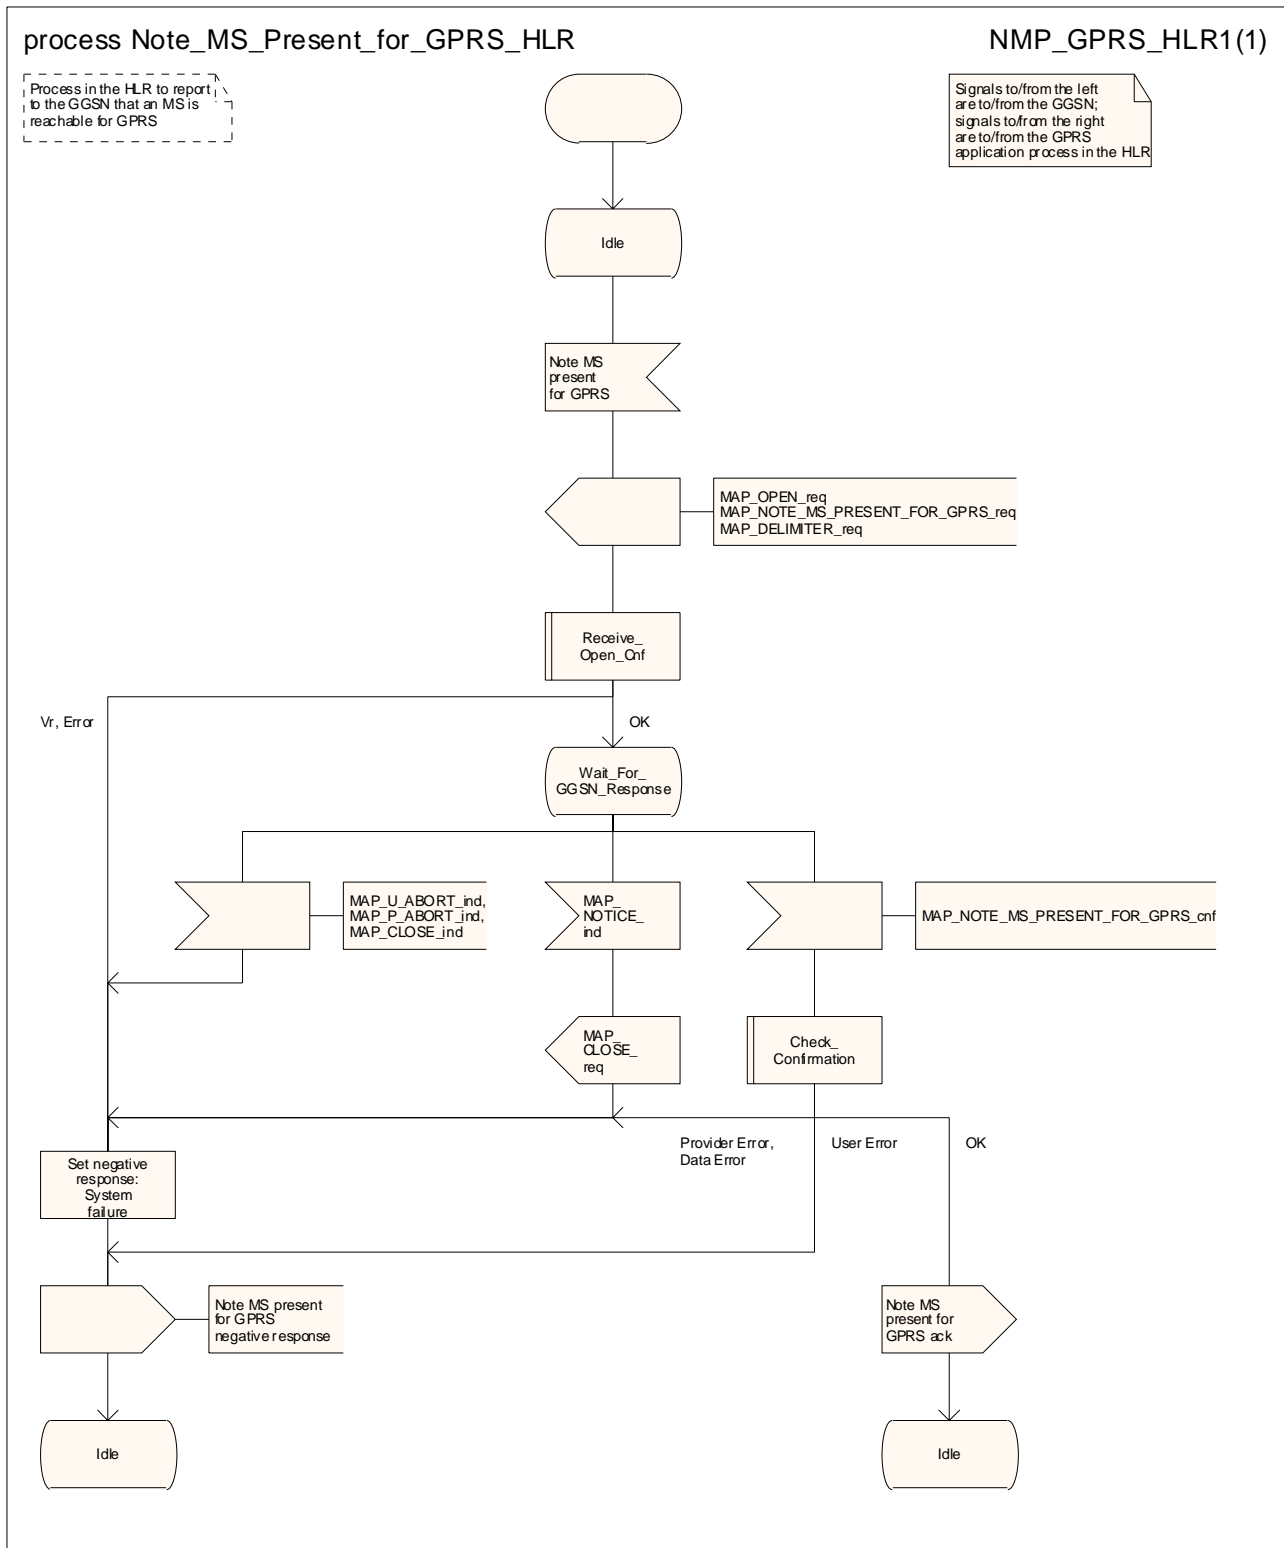 process Note_MS_Present_for_GPRS_HLR
NMP_GPRS_HLR1(1)
Process in the HLR to report
to the GGSN that an MS is
reachable for GPRS
Signals to/from the left
are to/from the GGSN;
signals to/from the right
are to/from the GPRS
application process in the HLR
Idle
Note MS
present
for GPRS
MAP_OPEN_req
MAP_NOTE_MS_PRESENT_FOR_GPRS_req
MAP_DELIMITER_req
Receive_
Open_Cnf
Vr, Error
OK
Wait_For_
GGSN_Response
MAP_U_ABORT_ind,
MAP_P_ABORT_ind,
MAP_CLOSE_ind
MAP_
NOTICE_
ind
MAP_NOTE_MS_PRESENT_FOR_GPRS_cnf
MAP_
CLOSE_
req
Check_
Confirmation
Provider Error,
Data Error
User Error
OK
Set negative
response:
System
failure
Note MS present
for GPRS
negative response
Note MS
present for
GPRS ack
Idle
Idle